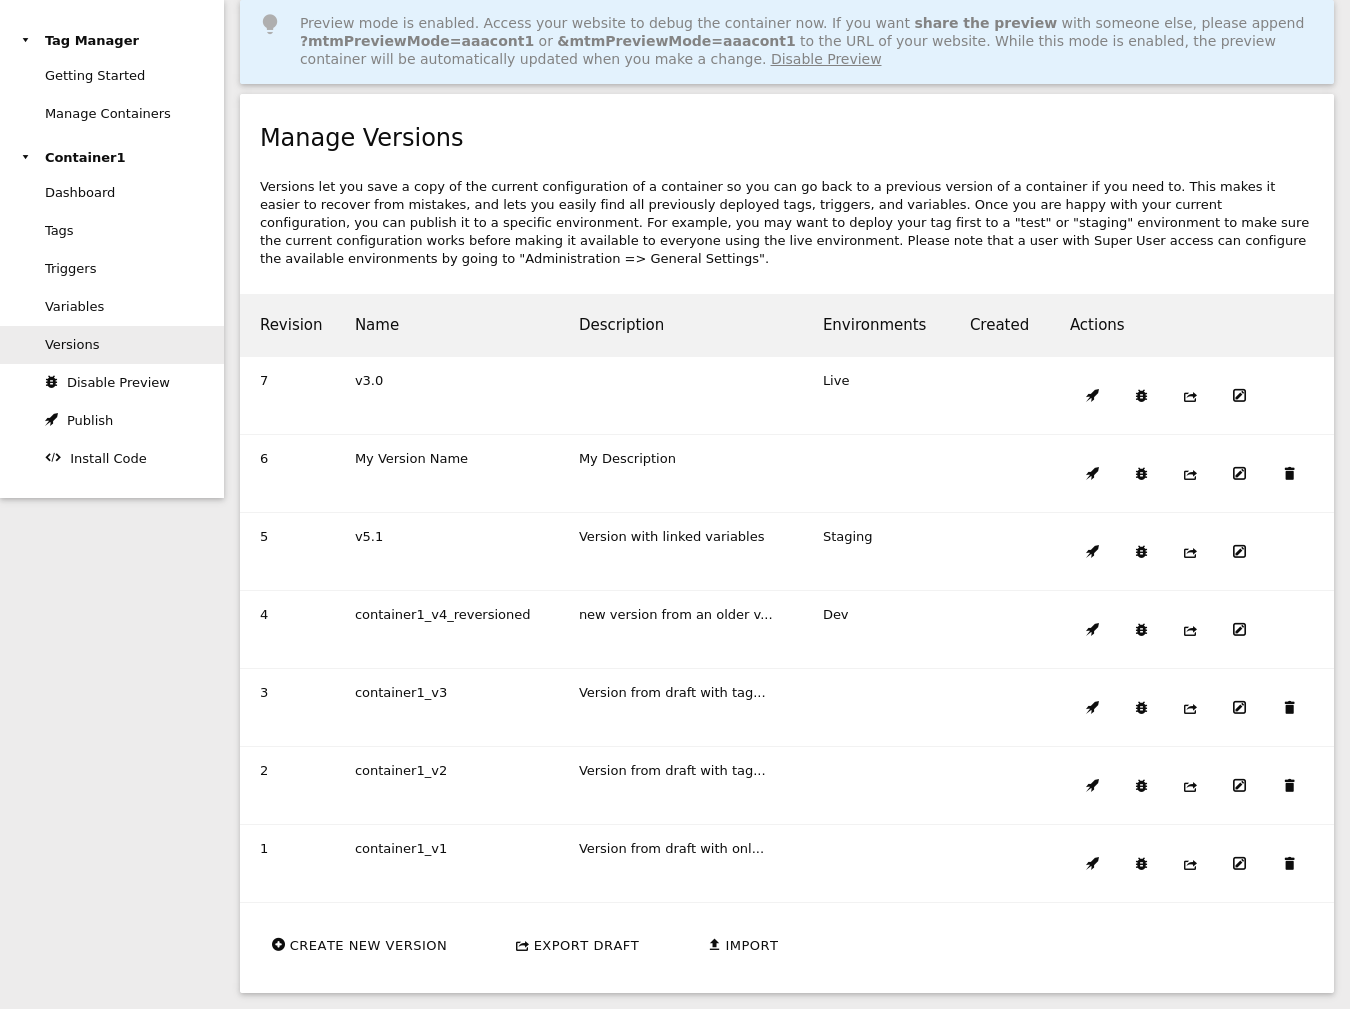 Tag Manager
Getting Started
Manage Containers
Container1
Dashboard
Tags
Triggers
Variables
Versions
Disable Preview
Publish
Install Code
Preview mode is enabled. Access your website to debug the container now. If you want share the preview with someone else, please append
?mtmPreviewMode=aaacont1 or &mtmPreviewMode=aaacont1 to the URL of your website. While this mode is enabled, the preview
container will be automatically updated when you make a change. Disable Preview
Manage Versions
Versions let you save a copy of the current configuration of a container so you can go back to a previous version of a container if you need to. This makes it
easier to recover from mistakes, and lets you easily find all previously deployed tags, triggers, and variables. Once you are happy with your current
configuration, you can publish it to a specific environment. For example, you may want to deploy your tag first to a "test" or "staging" environment to make sure
the current configuration works before making it available to everyone using the live environment. Please note that a user with Super User access can configure
the available environments by going to "Administration => General Settings".
Revision Name Description Environments Created Actions
7 v3.0 Live
6 My Version Name My Description
5 v5.1 Version with linked variables Staging
4 container1_v4_reversioned new version from an older v... Dev
3 container1_v3 Version from draft with tag...
2 container1_v2 Version from draft with tag...
1 container1_v1 Version from draft with onl...
CREATE NEW VERSION EXPORT DRAFT IMPORT